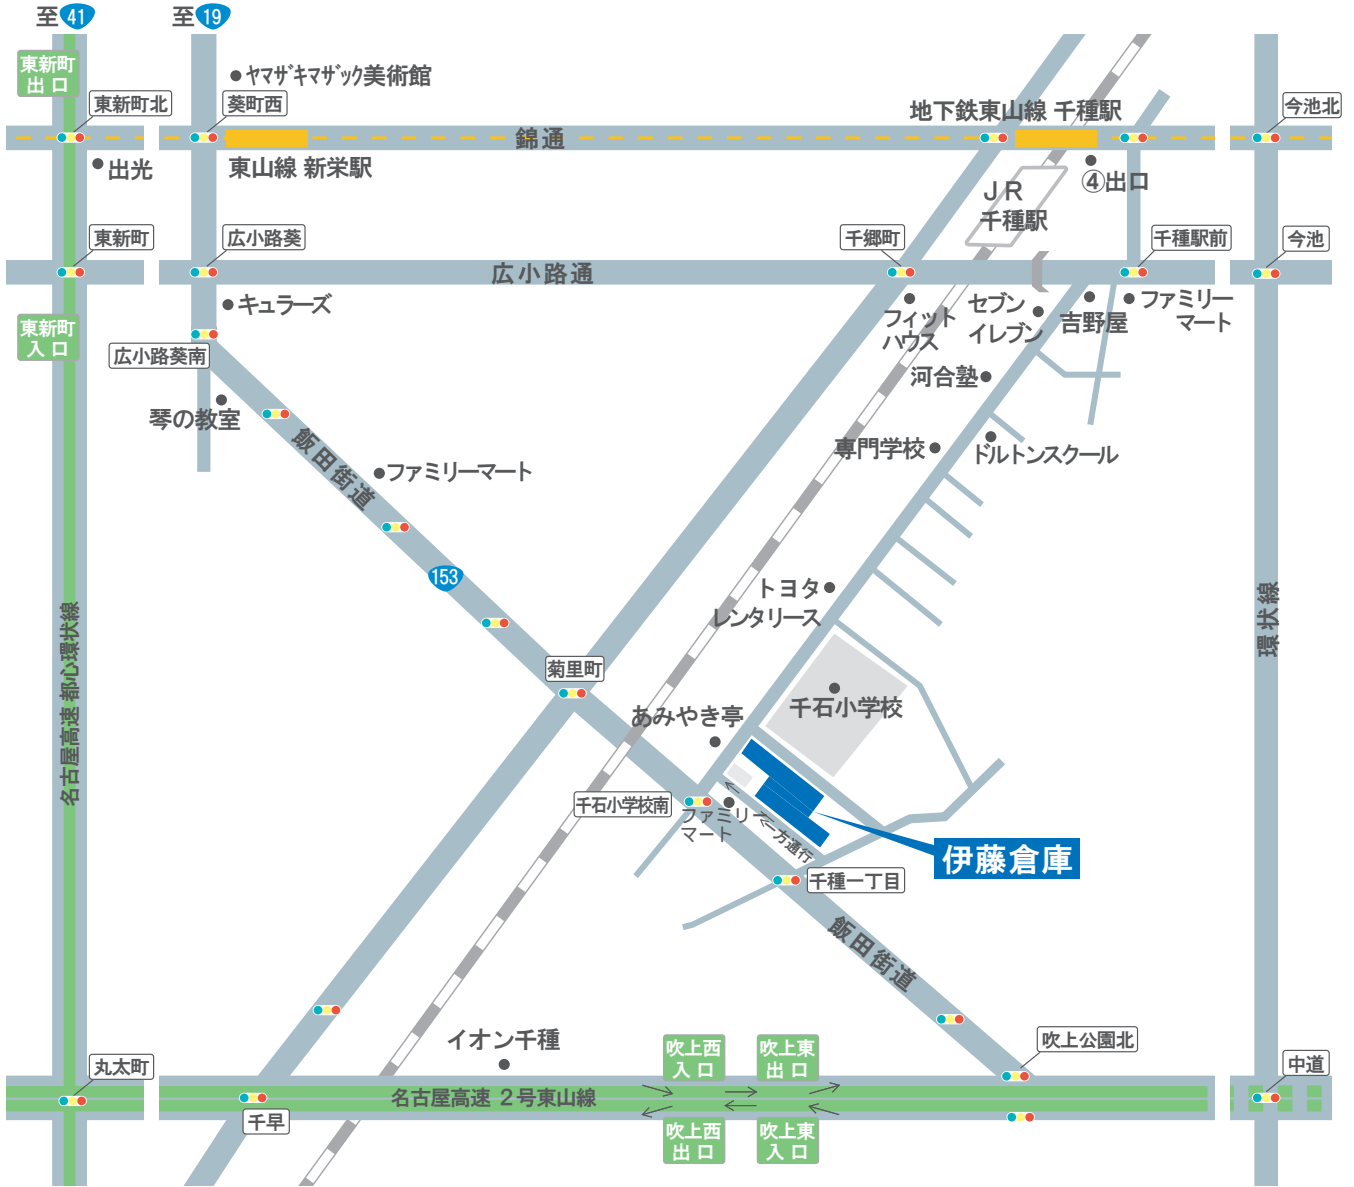 至 41
至 19
東新町
出 口
ヤマザキマザック美術館
東新町北
葵町西
地下鉄東山線 千種駅
今池北
錦通
出光
東山線 新栄駅
④出口
ＪＲ
千種駅
東新町
広小路葵
千郷町
千種駅前
今池
広小路通
キュラーズ
フィット
ハウス
セブン
イレブン
吉野屋
ファミリー
マート
東新町
入 口
広小路葵南
河合塾
琴の教室
飯田街道
専門学校
ドルトンスクール
ファミリーマート
153
トヨタ
レンタリース
環状線
名古屋高速 都心環状線
菊里町
千石小学校
あみやき亭
千石小学校南
ファミリー
マート
一方通行
伊藤倉庫
千種一丁目
飯田街道
イオン千種
吹上西
入 口
吹上東
出 口
吹上公園北
丸太町
中道
名古屋高速 ２号東山線
千早
吹上西
出 口
吹上東
入 口